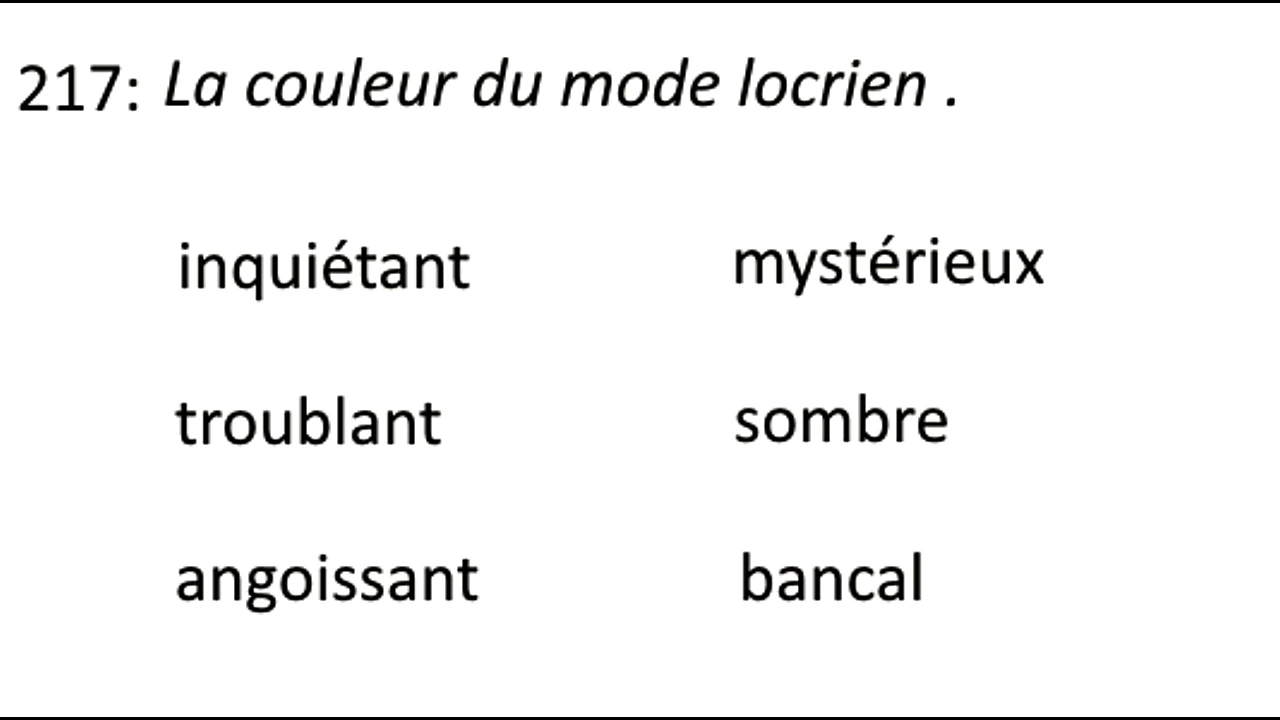 217: La couleur du mode locrien .
inquiétant mystérieux
troublant sombre
angoissant bancal